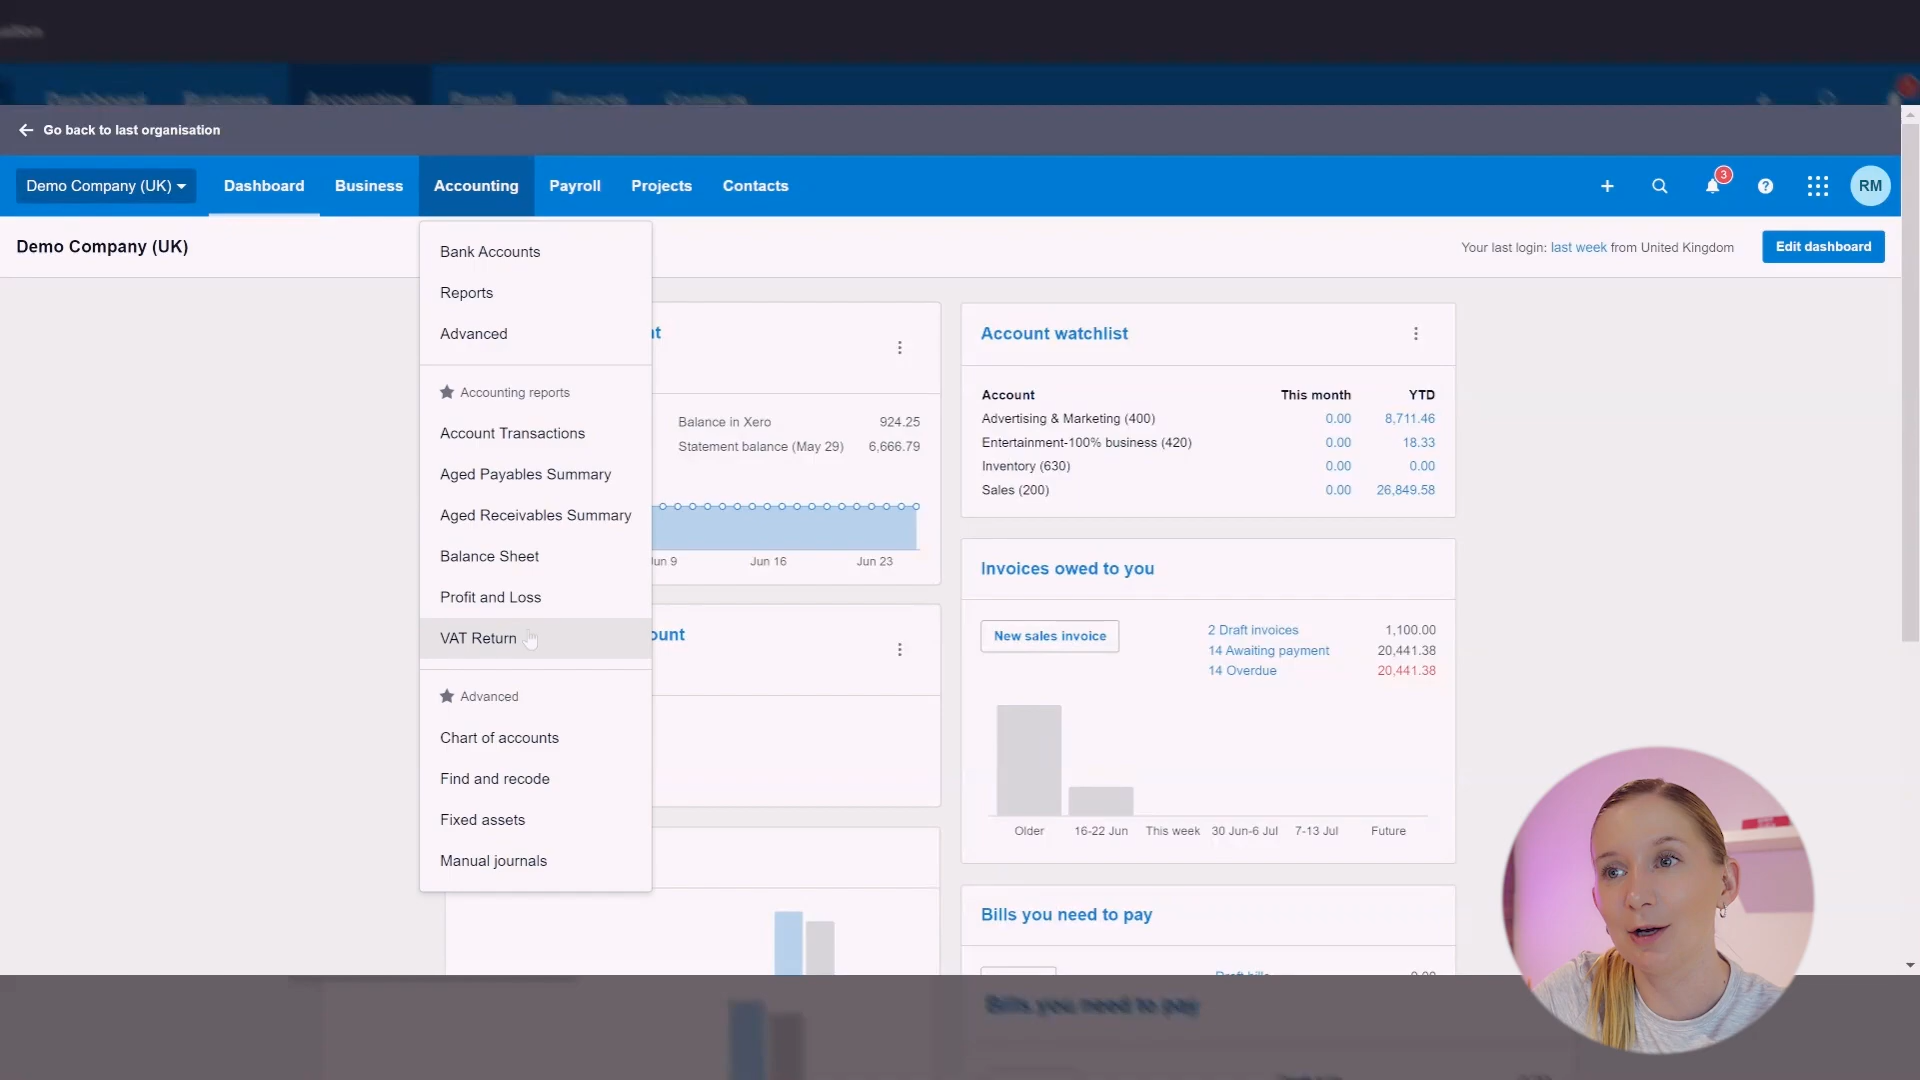 Go back to last organisation
Demo Company (UK)
Dashboard
Business
Accounting
Payroll
Projects
Contacts
3
RM
Demo Company (UK)
Your last login: last week from United Kingdom
Edit dashboard
Bank Accounts
Reports
Advanced
Accounting reports
Account Transactions
Aged Payables Summary
Aged Receivables Summary
Balance Sheet
Profit and Loss
VAT Return
Advanced
Chart of accounts
Find and recode
Fixed assets
Manual journals
Balance in Xero 924.25
Statement balance (May 29) 6,666.79
Jun 16
Jun 23
Account watchlist
Account This month YTD
Advertising & Marketing (400) 0.00 8,711.46
Entertainment-100% business (420) 0.00 18.33
Inventory (630) 0.00 0.00
Sales (200) 0.00 26,849.58
Invoices owed to you
New sales invoice
2 Draft invoices 1,100.00
14 Awaiting payment 20,441.38
14 Overdue 20,441.38
Older 16-22 Jun This week 30 Jun-6 Jul 7-13 Jul Future
Bills you need to pay
Bills you need to pay